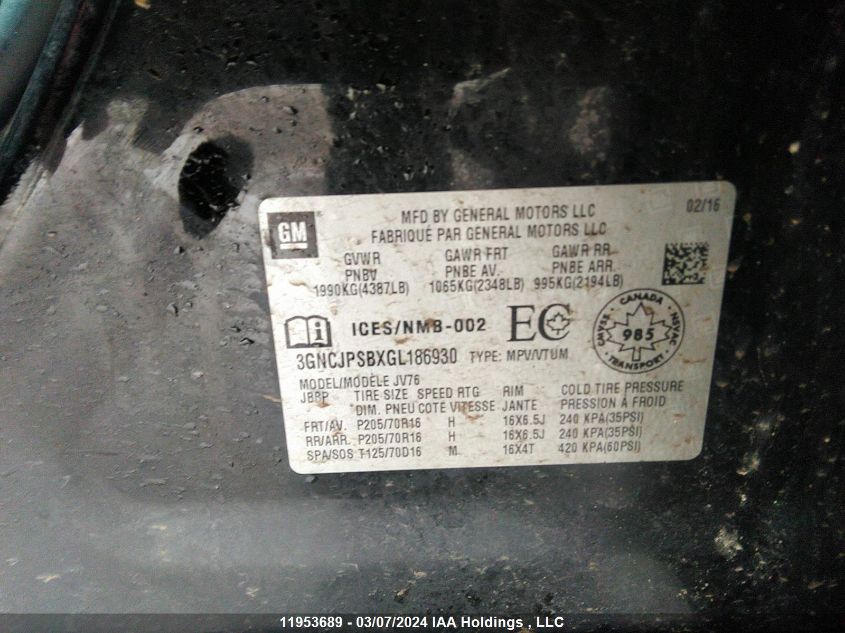 GM
MFD BY GENERAL MOTORS LLC
02/16
FABRIQUÉ PAR GENERAL MOTORS LLC
GVWR GAWR FRT GAWR RR
PNBV PNBE AV. PNBE ARR.
1990KG(4387LB) 1065KG(2348LB) 995KG(2194LB)
i ICES/NMB-002 EC
CANADA
CMVSS 985 NSVAC
TRANSPORT
3GNCJPSBXGL186930 TYPE: MPV/VTUM
MODEL/MODÈLE JV76
JBPP TIRE SIZE SPEED RTG RIM COLD TIRE PRESSURE
DIM. PNEU COTE VITESSE JANTE PRESSION À FROID
FRT/AV. P205/70R16 H 16X6.5J 240 KPA(35PSI)
RR/ARR. P205/70R16 H 16X6.5J 240 KPA(35PSI)
SPA/SOS T125/70D16 M 16X4T 420 KPA(60PSI)
11953689 - 03/07/2024 IAA Holdings , LLC